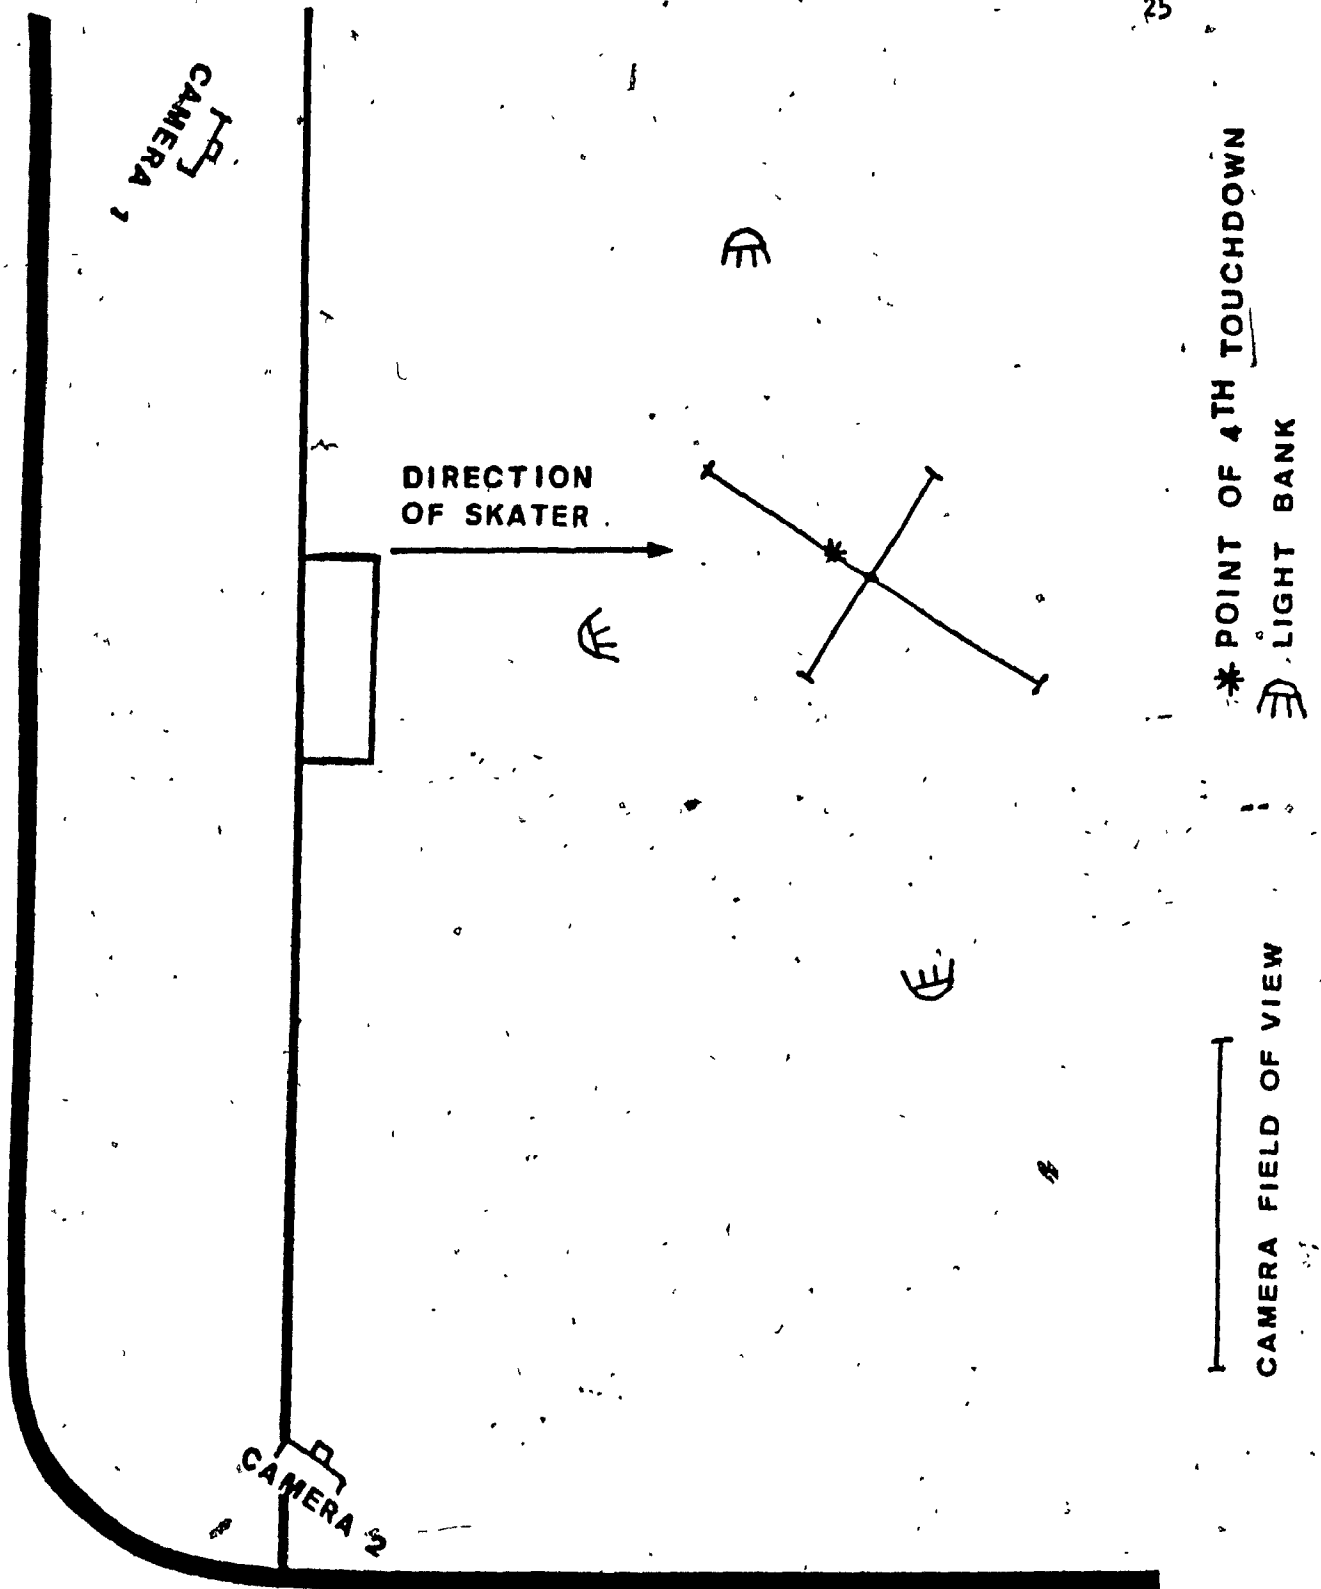 25
CAMERA 1
DIRECTION
OF SKATER
* POINT OF 4TH TOUCHDOWN
LIGHT BANK
CAMERA FIELD OF VIEW
CAMERA 2